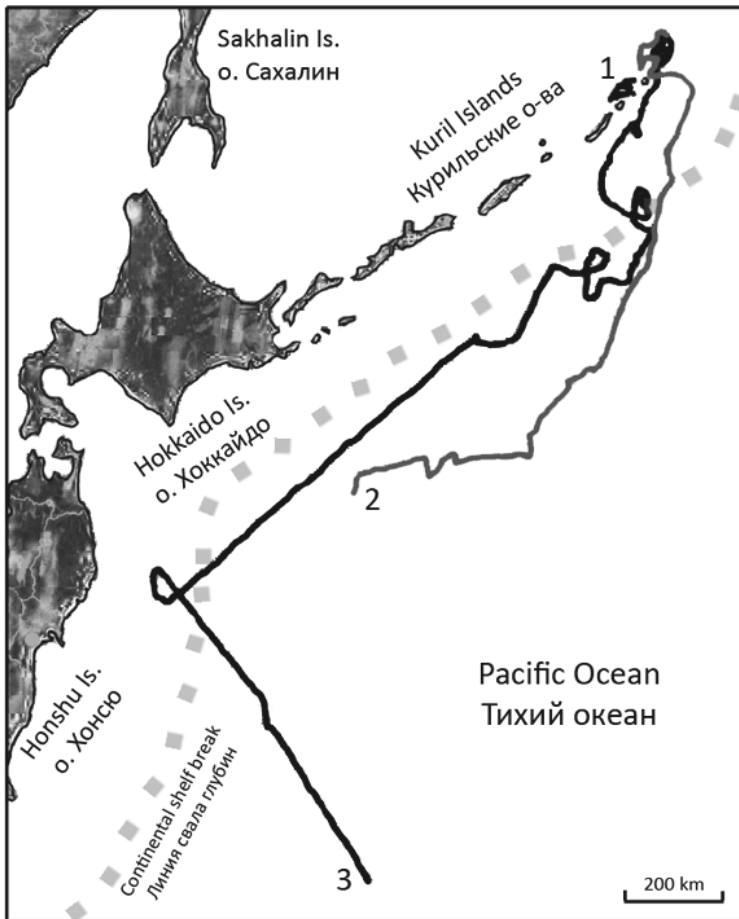 Sakhalin Is.
о. Сахалин
1
Kuril Islands
Курильские о-ва
Hokkaido Is.
о. Хоккайдо
2
Honshu Is.
о. Хонсю
Pacific Ocean
Тихий океан
Continental shelf break
Линия свала глубин
3
200 km